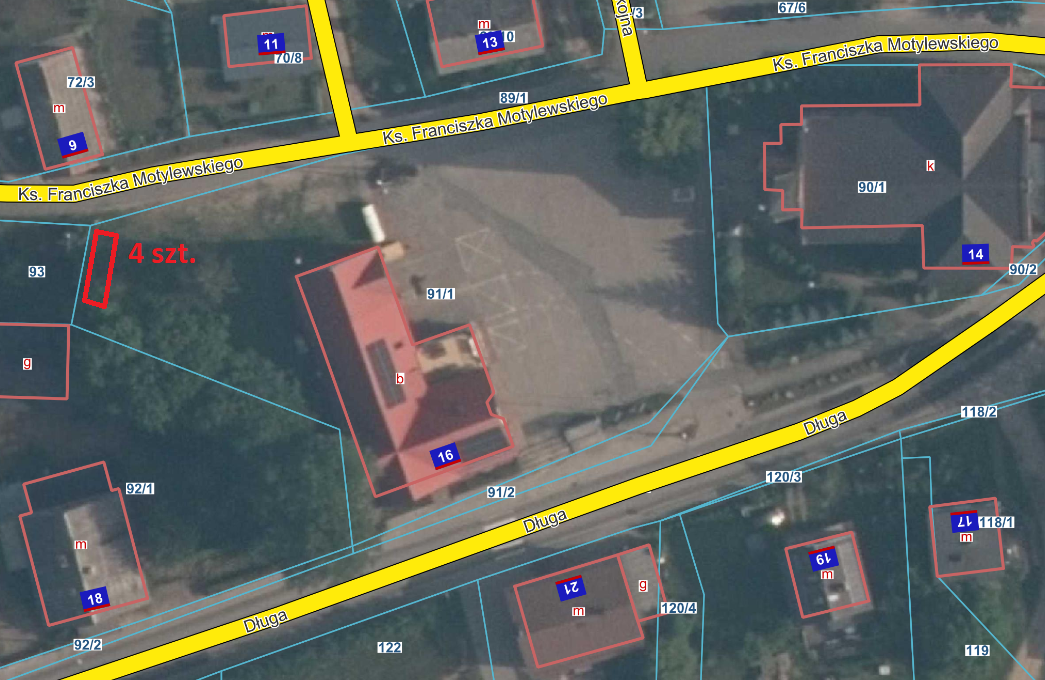 /3
67/6
m
11
70/8
m
13
72/3
m
9
89/1
Ks. Franciszka Motylewskiego
Ks. Franciszka Motylewskiego
Ks. Franciszka Motylewskiego
k
90/1
14
90/2
93
4 szt.
91/1
g
b
16
91/2
92/1
m
18
92/2
Długa
Długa
Długa
118/2
120/3
17
118/1
m
19
m
21
m
g
120/4
122
119